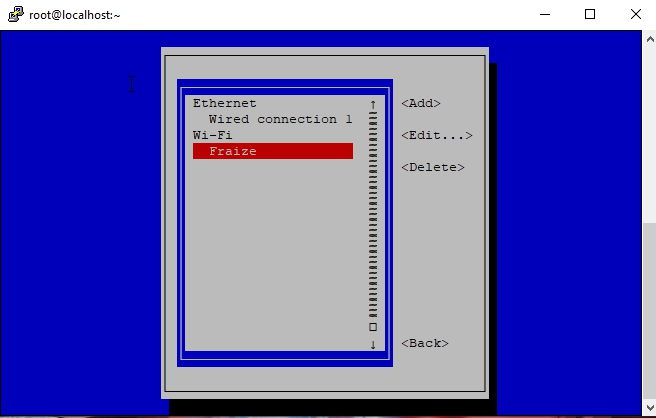 root@localhost:~
Ethernet
Wired connection 1
Wi-Fi
Fraize
<Add>
<Edit...>
<Delete>
<Back>